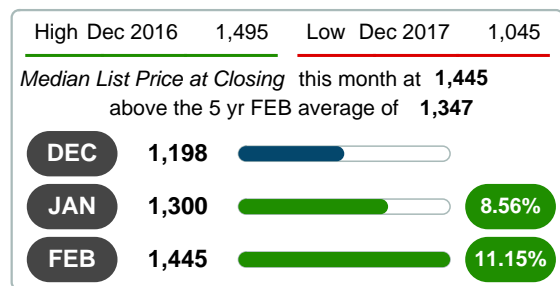 High Dec 2016 1,495 Low Dec 2017 1,045
Median List Price at Closing this month at 1,445
above the 5 yr FEB average of 1,347
DEC 1,198
JAN 1,300 8.56%
FEB 1,445 11.15%